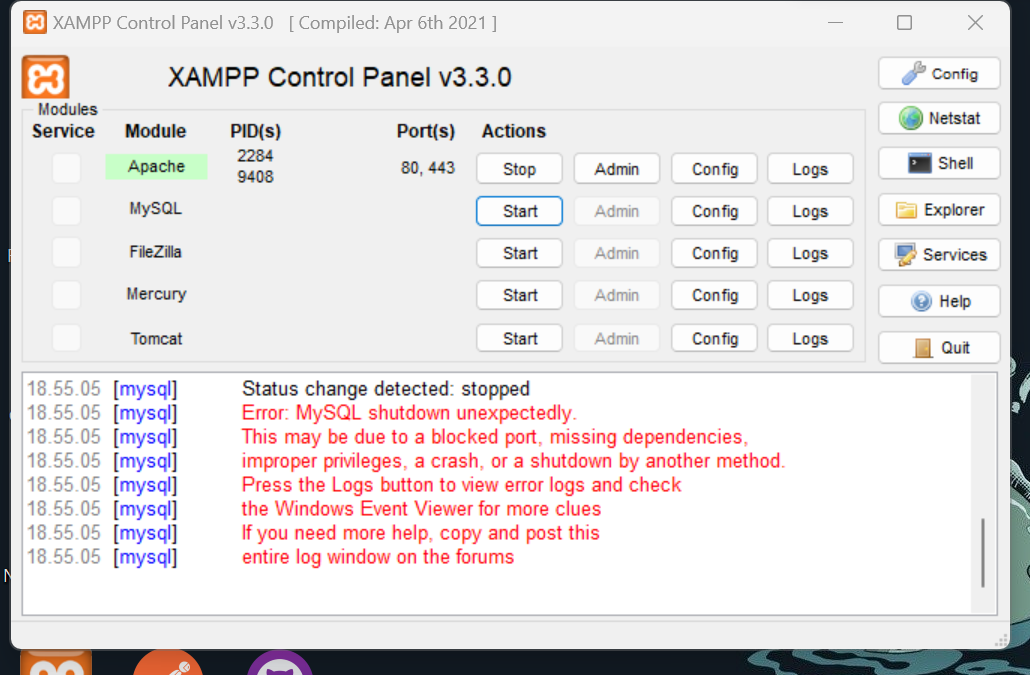 XAMPP Control Panel v3.3.0 [ Compiled: Apr 6th 2021 ]
XAMPP Control Panel v3.3.0
Config
Modules
Service Module PID(s) Port(s) Actions
Netstat
Apache 2284 9408 80, 443 Stop Admin Config Logs
Shell
MySQL Start Admin Config Logs
Explorer
FileZilla Start Admin Config Logs
Services
Mercury Start Admin Config Logs
Help
Tomcat Start Admin Config Logs
Quit
18.55.05 [mysql] Status change detected: stopped
18.55.05 [mysql] Error: MySQL shutdown unexpectedly.
18.55.05 [mysql] This may be due to a blocked port, missing dependencies,
18.55.05 [mysql] improper privileges, a crash, or a shutdown by another method.
18.55.05 [mysql] Press the Logs button to view error logs and check
18.55.05 [mysql] the Windows Event Viewer for more clues
18.55.05 [mysql] If you need more help, copy and post this
18.55.05 [mysql] entire log window on the forums